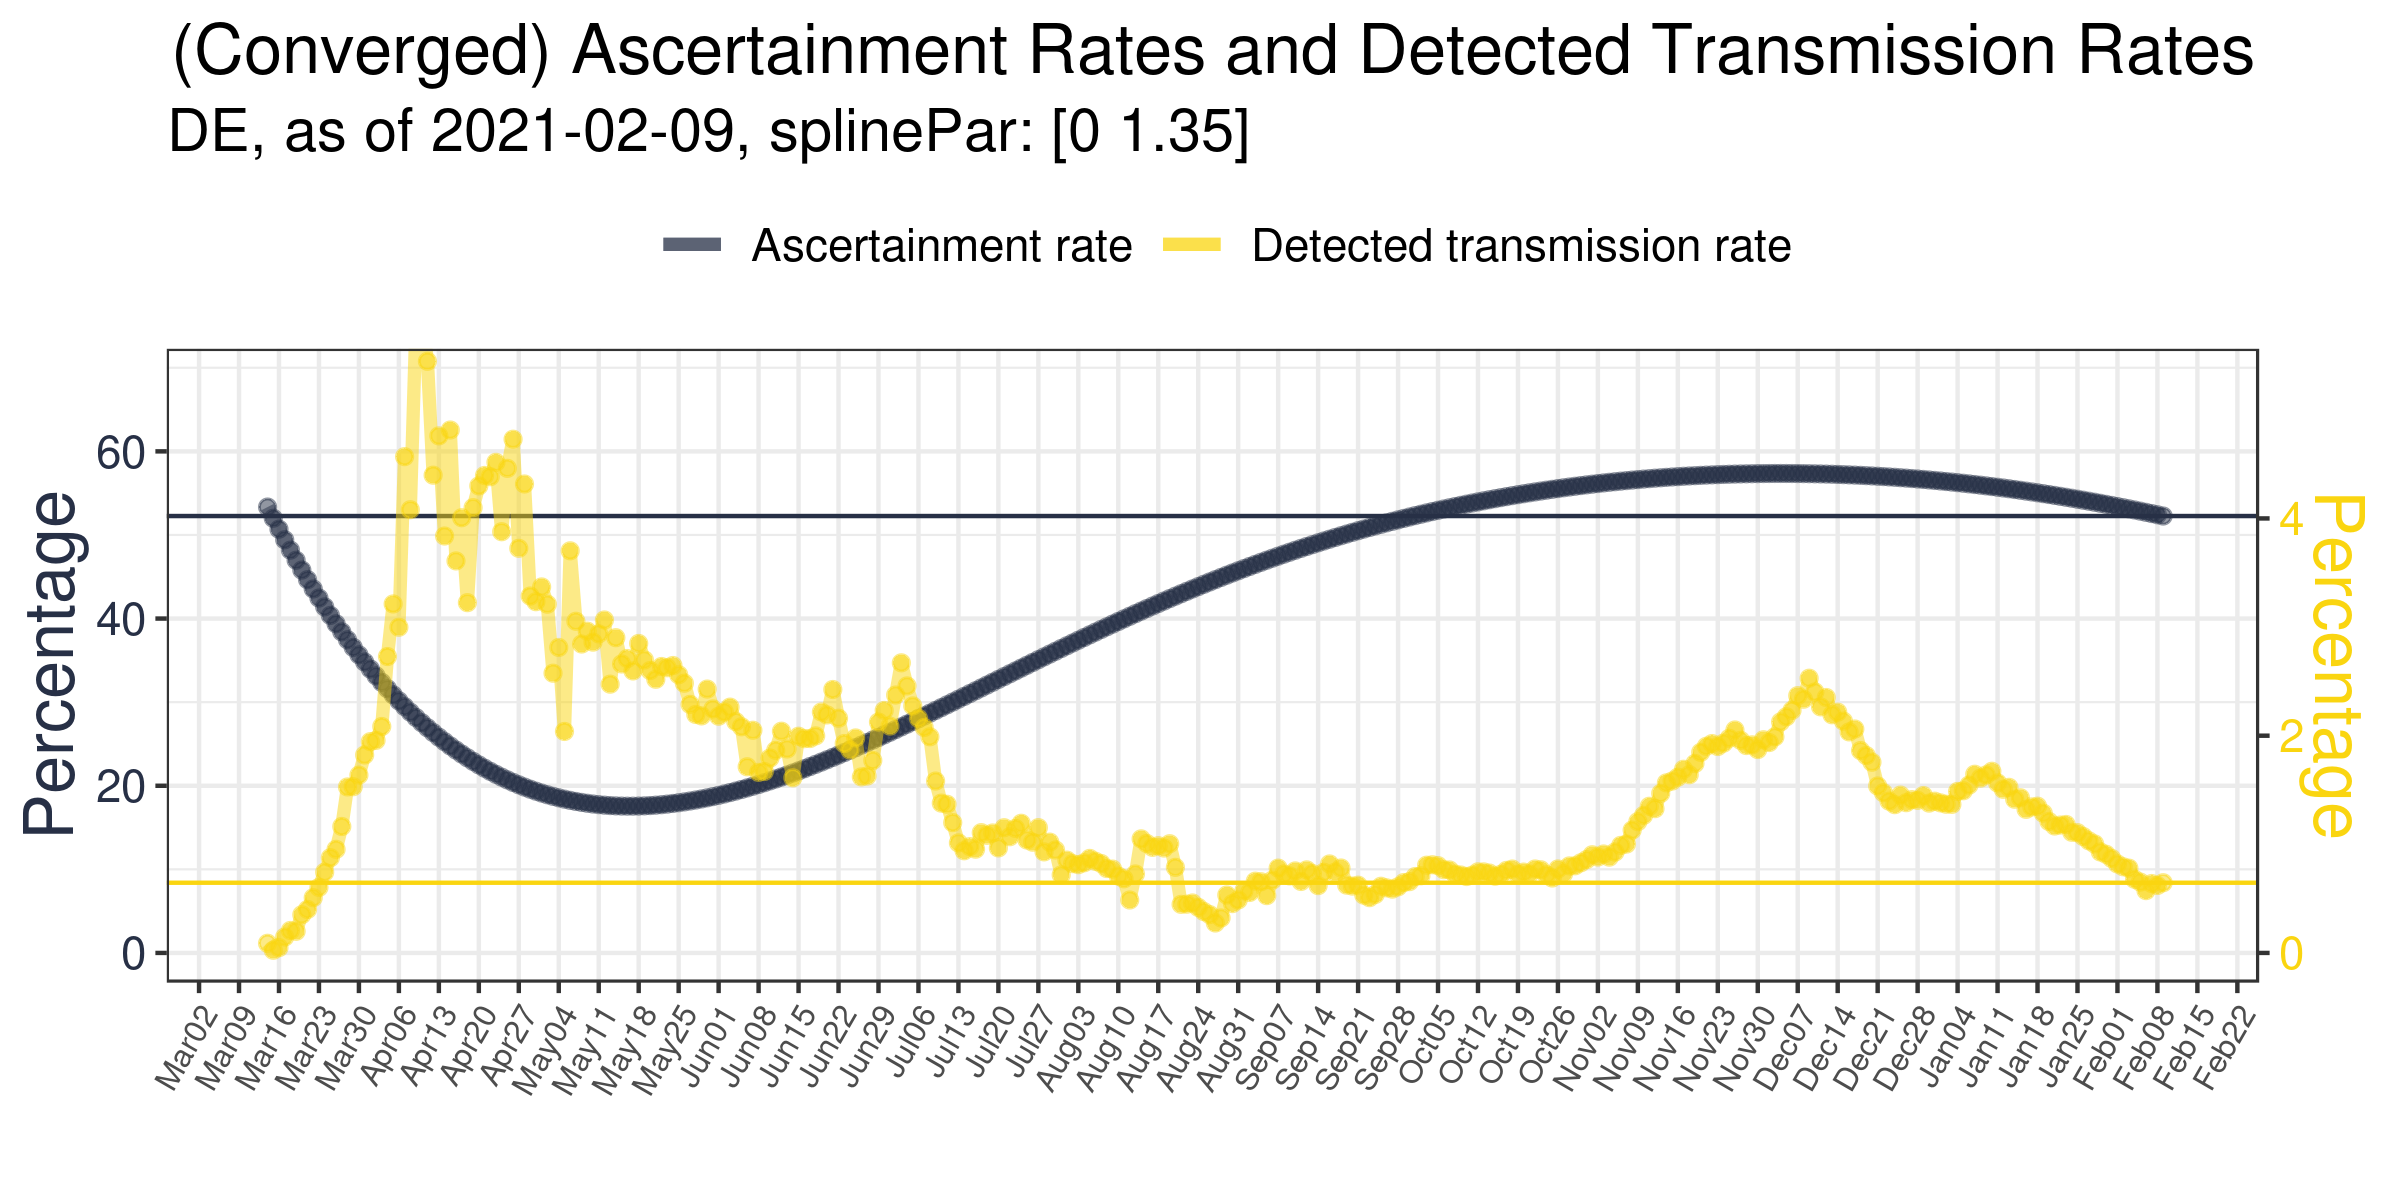 (Converged) Ascertainment Rates and Detected Transmission Rates
DE, as of 2021-02-09, splinePar: [0 1.35]
Ascertainment rate Detected transmission rate
Percentage
60
40
20
0
4
2
0
Percentage
Mar02 Mar09 Mar16 Mar23 Mar30 Apr06 Apr13 Apr20 Apr27 May04 May11 May18 May25 Jun01 Jun08 Jun15 Jun22 Jun29 Jul06 Jul13 Jul20 Jul27 Aug03 Aug10 Aug17 Aug24 Aug31 Sep07 Sep14 Sep21 Sep28 Oct05 Oct12 Oct19 Oct26 Nov02 Nov09 Nov16 Nov23 Nov30 Dec07 Dec14 Dec21 Dec28 Jan04 Jan11 Jan18 Jan25 Feb01 Feb08 Feb15 Feb22